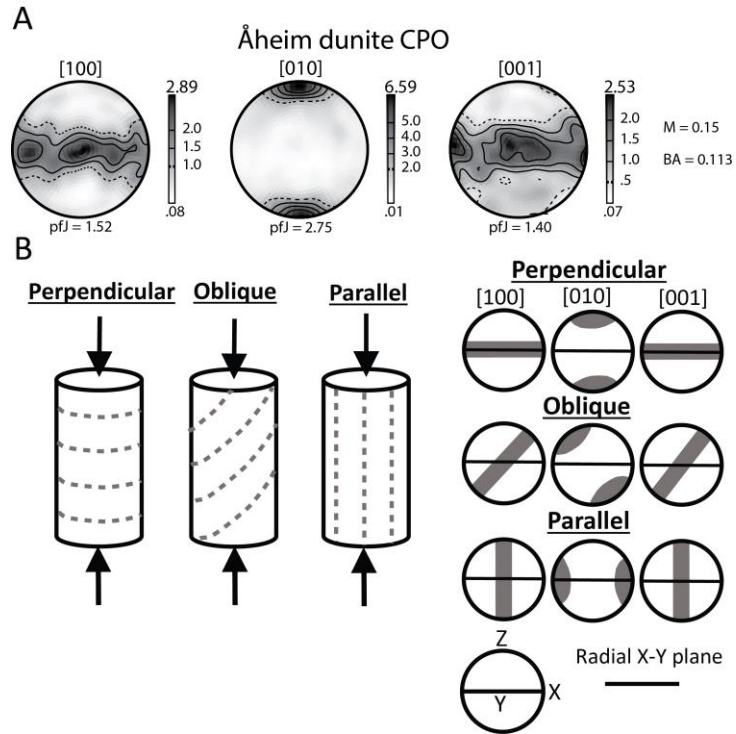 A
Åheim dunite CPO
[100] [010] [001]
2.89 6.59 2.53
2.0 5.0 2.0
1.5 4.0 1.5
1.0 3.0 1.0
2.0 .5
M = 0.15
BA = 0.113
.08 .01 .07
pfJ = 1.52 pfJ = 2.75 pfJ = 1.40
B
Perpendicular Oblique Parallel
Perpendicular
[100] [010] [001]
Oblique
Parallel
Z
X
Y
Radial X-Y plane